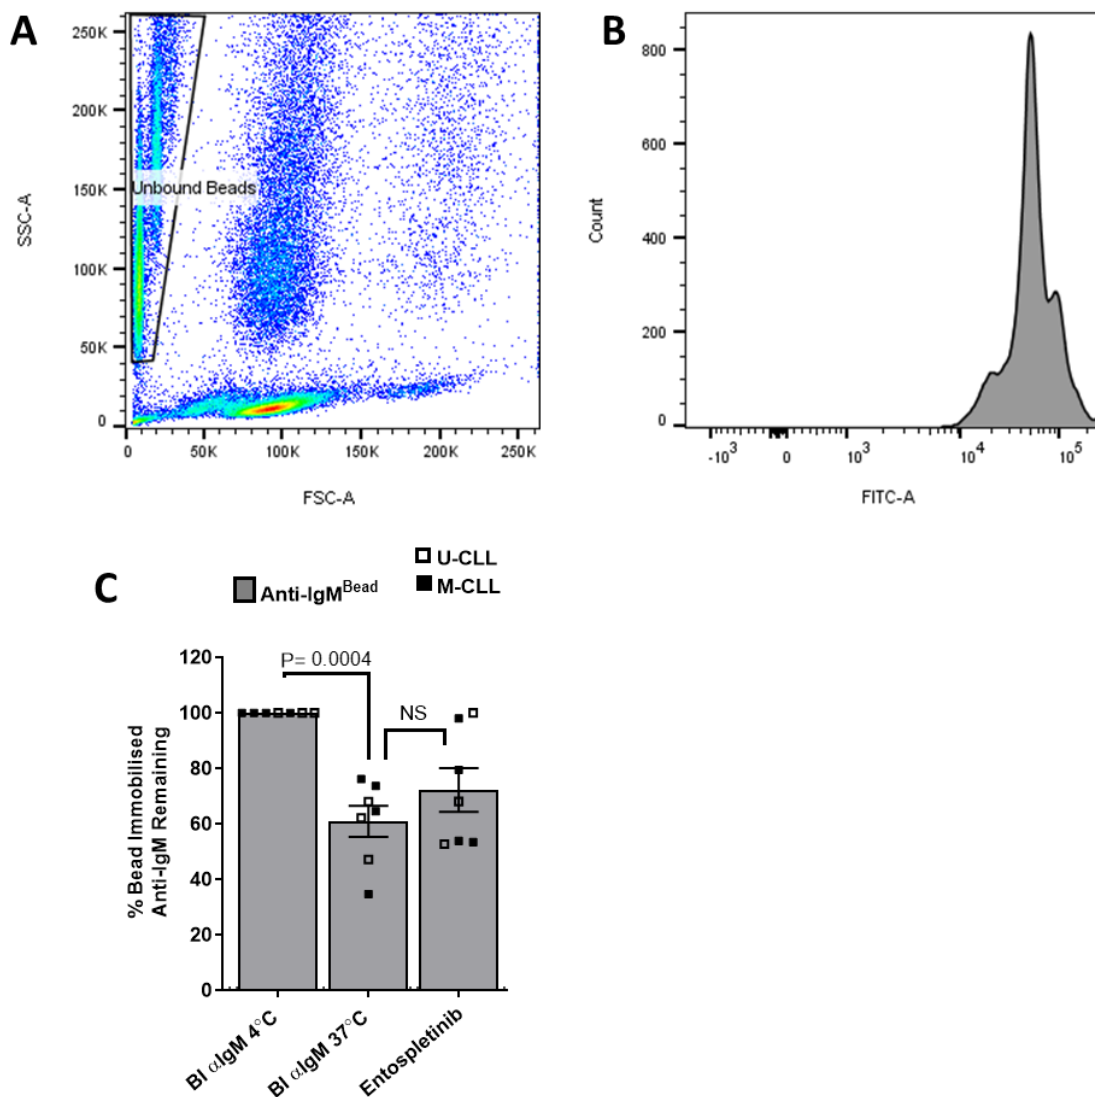 A
SSC-A
250K
200K
150K
100K
50K
0
Unbound Beads
0 50K 100K 150K 200K 250K
FSC-A
B
Count
800
600
400
200
0
-10³ 0 10³ 10⁴ 10⁵
FITC-A
C
Anti-IgM^Bead
U-CLL
M-CLL
% Bead Immobilised
Anti-IgM Remaining
120
100
80
60
40
20
0
P= 0.0004
NS
BI αIgM 4°C
BI αIgM 37°C
Entospletinib